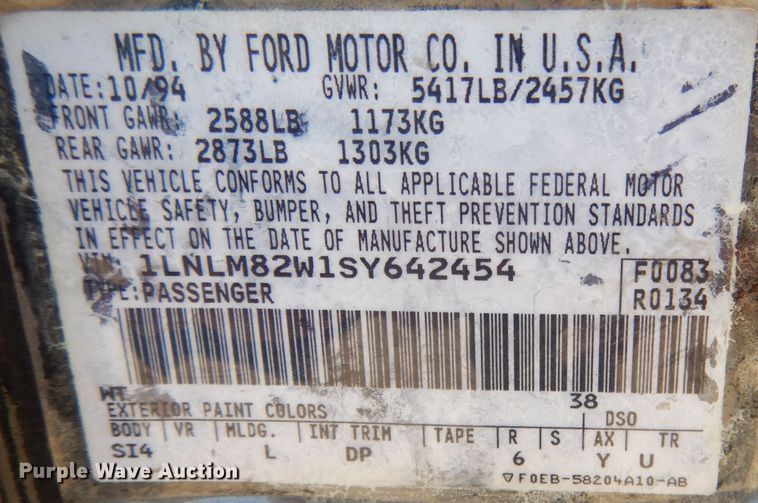 MFD. BY FORD MOTOR CO. IN U.S.A.
DATE: 10/94 GVWR: 5417LB/2457KG
FRONT GAWR: 2588LB 1173KG
REAR GAWR: 2873LB 1303KG
THIS VEHICLE CONFORMS TO ALL APPLICABLE FEDERAL MOTOR
VEHICLE SAFETY, BUMPER, AND THEFT PREVENTION STANDARDS
IN EFFECT ON THE DATE OF MANUFACTURE SHOWN ABOVE.
VIN: 1LNLM82W1SY642454 F0083
TYPE: PASSENGER R0134
WT 38
EXTERIOR PAINT COLORS DSO
BODY VR MLDG. INT TRIM TAPE R S AX TR
SI4 L DP 6 Y U
Purple Wave Auction
▽F0EB-58204A10-AB